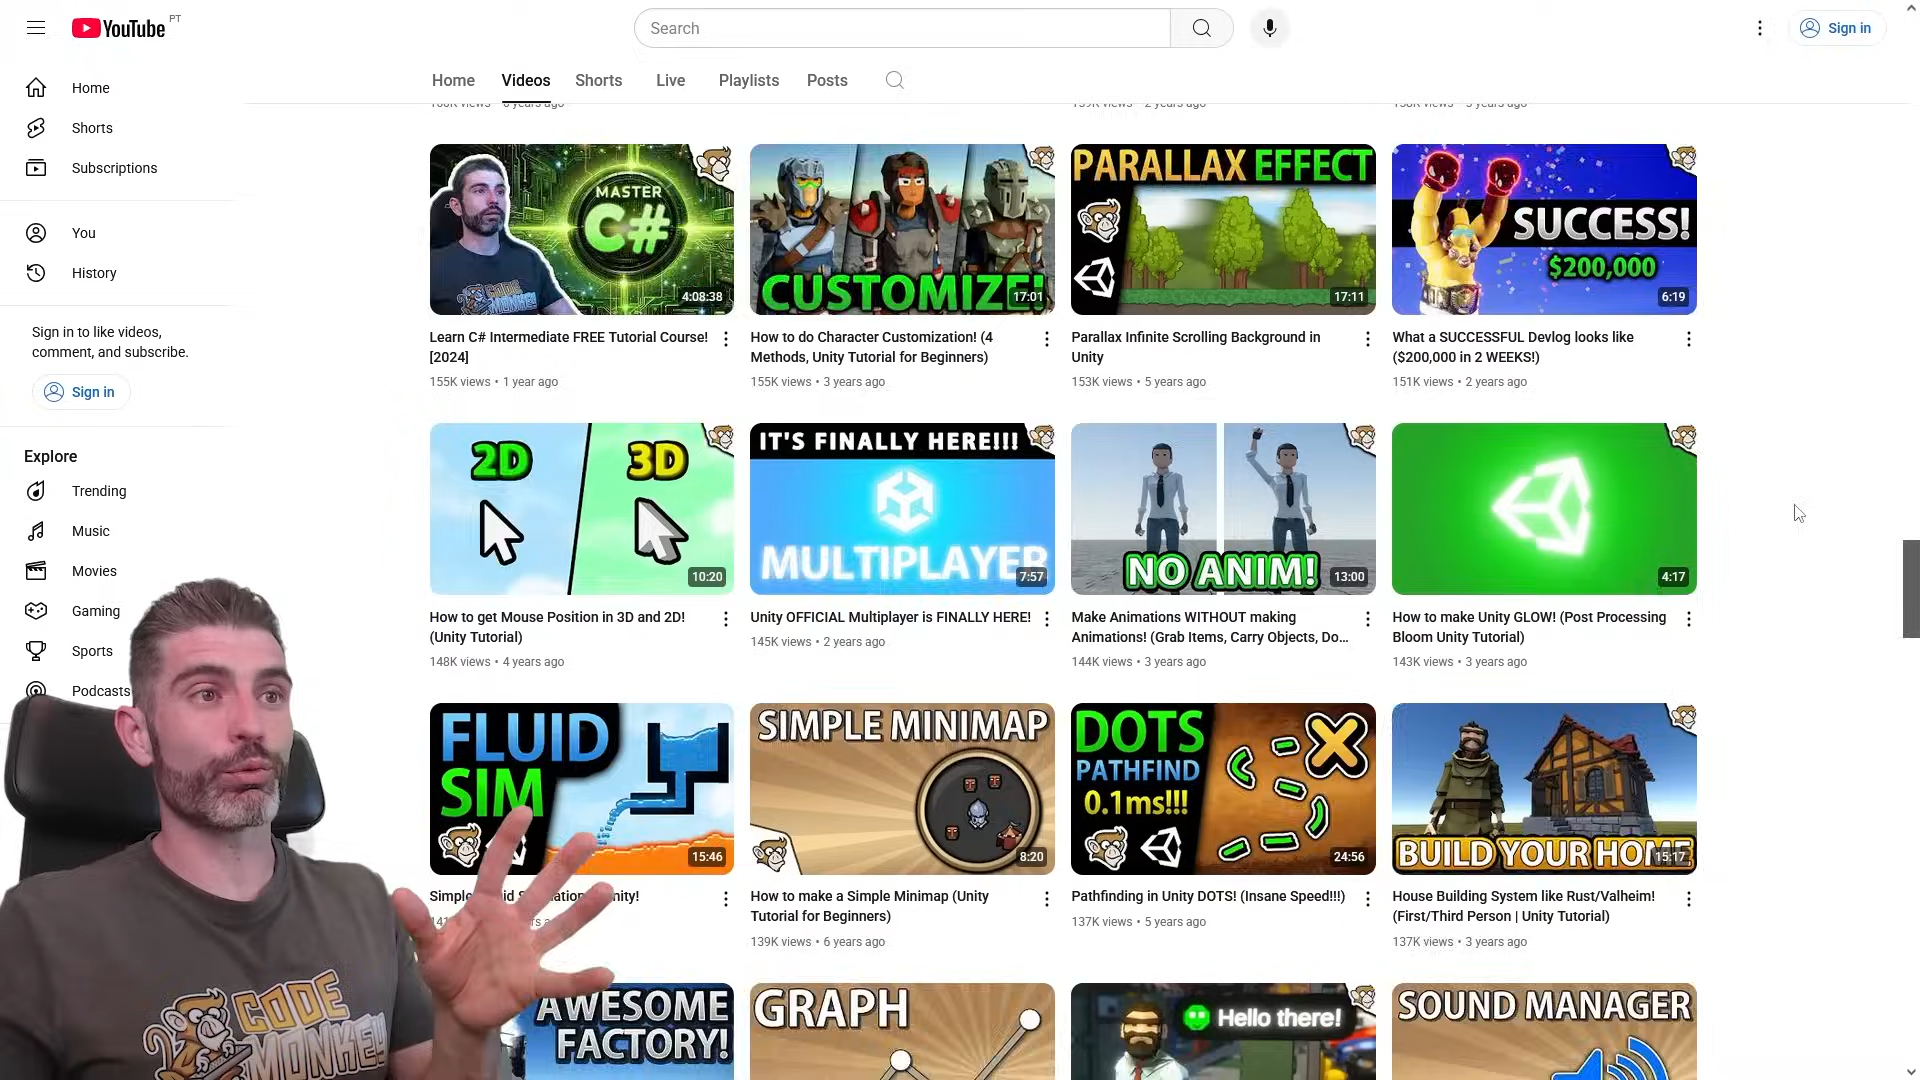 YouTube PT
Search
Sign in
Home
Videos
Shorts
Live
Playlists
Posts
Home
Shorts
Subscriptions
You
History
Sign in to like videos,
comment, and subscribe.
Sign in
Explore
Trending
Music
Movies
Gaming
Sports
Podcasts
MASTER
C#
CODE
MONKEY
4:08:38
Learn C# Intermediate FREE Tutorial Course!
[2024]
155K views • 1 year ago
CUSTOMIZE!
17:01
How to do Character Customization! (4
Methods, Unity Tutorial for Beginners)
155K views • 3 years ago
PARALLAX EFFECT
17:11
Parallax Infinite Scrolling Background in
Unity
153K views • 5 years ago
SUCCESS!
$200,000
6:19
What a SUCCESSFUL Devlog looks like
($200,000 in 2 WEEKS!)
151K views • 2 years ago
2D
3D
10:20
How to get Mouse Position in 3D and 2D!
(Unity Tutorial)
148K views • 4 years ago
IT'S FINALLY HERE!!!
MULTIPLAYER
7:57
Unity OFFICIAL Multiplayer is FINALLY HERE!
145K views • 2 years ago
NO ANIM!
13:00
Make Animations WITHOUT making
Animations! (Grab Items, Carry Objects, Do...
144K views • 3 years ago
4:17
How to make Unity GLOW! (Post Processing
Bloom Unity Tutorial)
143K views • 3 years ago
FLUID
SIM
15:46
SIMPLE MINIMAP
8:20
How to make a Simple Minimap (Unity
Tutorial for Beginners)
139K views • 6 years ago
DOTS
PATHFIND
0.1ms!!!
24:56
Pathfinding in Unity DOTS! (Insane Speed!!!)
137K views • 5 years ago
BUILD YOUR HOME
15:17
House Building System like Rust/Valheim!
(First/Third Person | Unity Tutorial)
137K views • 3 years ago
AWESOME
FACTORY!
GRAPH
Hello there!
SOUND MANAGER
CODE
MONKEY